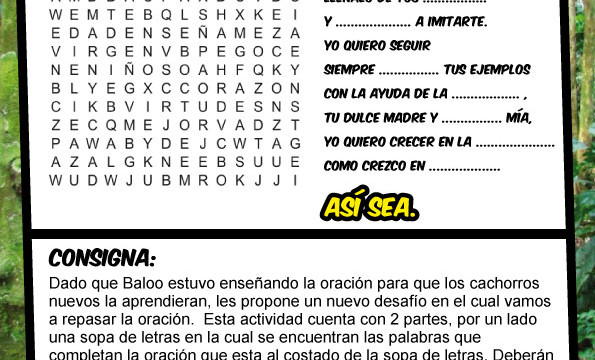 W E M T E B Q L S H X K E I
E D A D E N S E Ñ A M E Z A
V I R G E N V B P E G O C E
N E N I Ñ O S O A H F Q K Y
B L Y E G X C C O R A Z O N
C I K B V I R T U D E S N S
Z E C Q M E J O R V A D Z T
P A W A B Y D E J C W T A G
A Z A L G K N E E B S U U E
W U D W J U B M R O K J J I
DE TUS .................
Y ................... A IMITARTE.
YO QUIERO SEGUIR
SIEMPRE ................ TUS EJEMPLOS
CON LA AYUDA DE LA .................. ,
TU DULCE MADRE Y ................ MÍA,
YO QUIERO CRECER EN LA .....................
COMO CREZCO EN ...................
ASÍ SEA.
CONSIGNA:
Dado que Baloo estuvo enseñando la oración para que los cachorros
nuevos la aprendieran, les propone un nuevo desafío en el cual vamos
a repasar la oración. Esta actividad cuenta con 2 partes, por un lado
una sopa de letras en la cual se encuentran las palabras que
completan la oración que esta al costado de la sopa de letras. Deberán